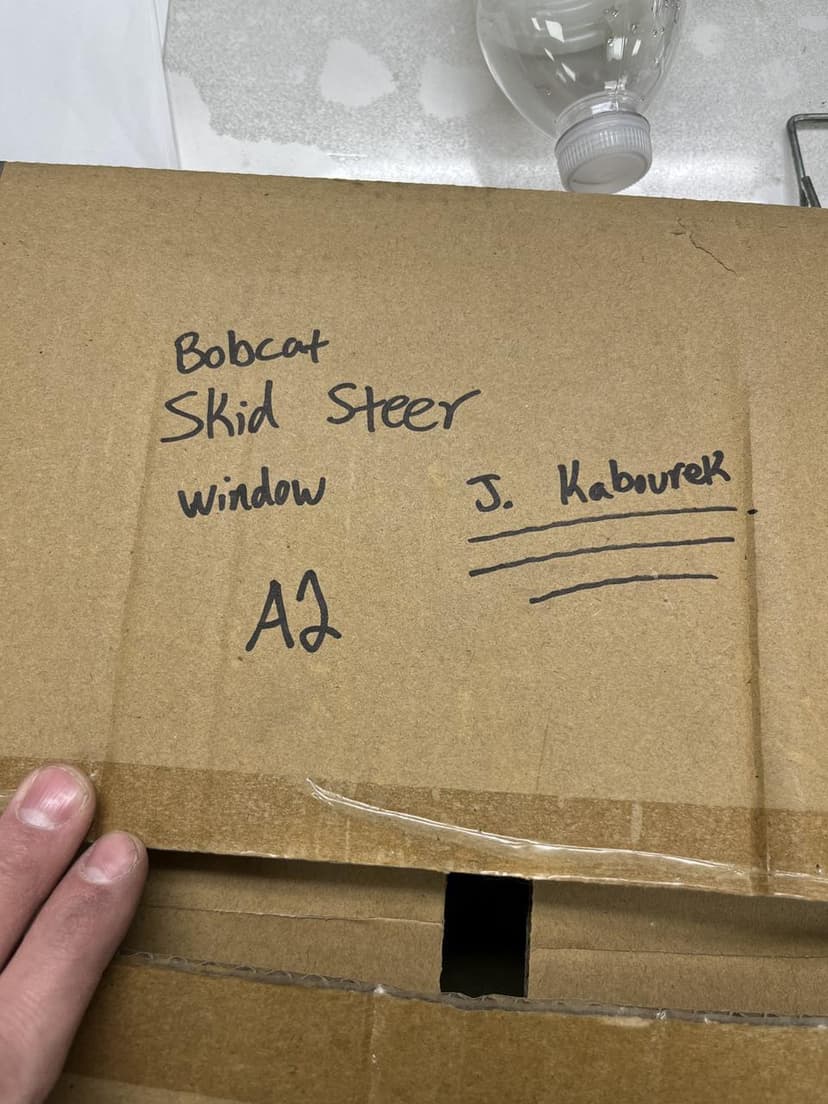 Bobcat
Skid Steer
window
J. Kabourek
A2